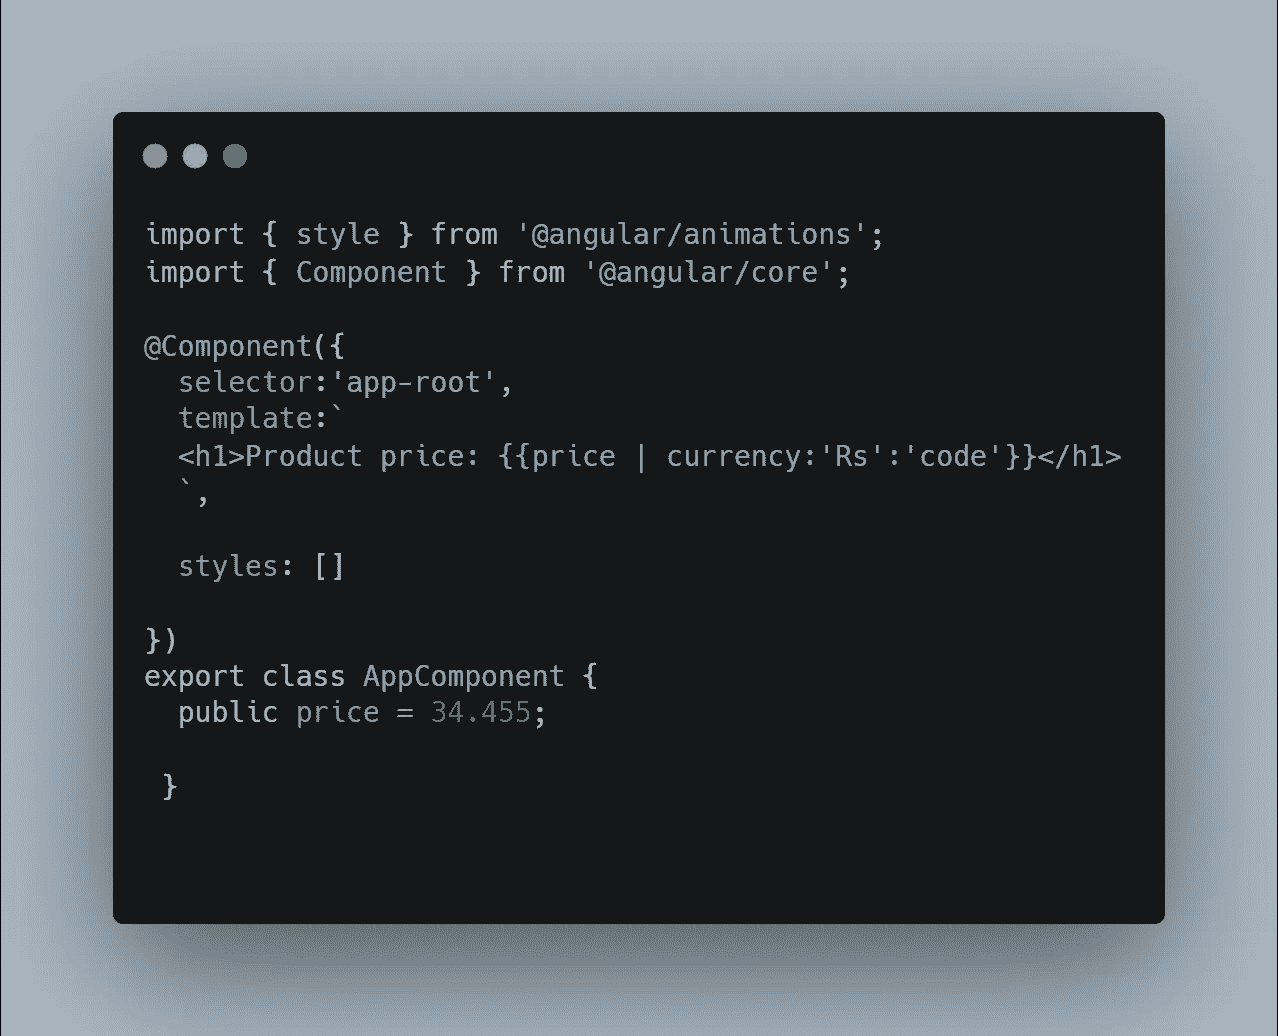 import { style } from '@angular/animations';
import { Component } from '@angular/core';
@Component({
  selector:'app-root',
  template:`
  <h1>Product price: {{price | currency:'Rs':'code'}}</h1>
  `,
  styles: []
})
export class AppComponent {
  public price = 34.455;
 }